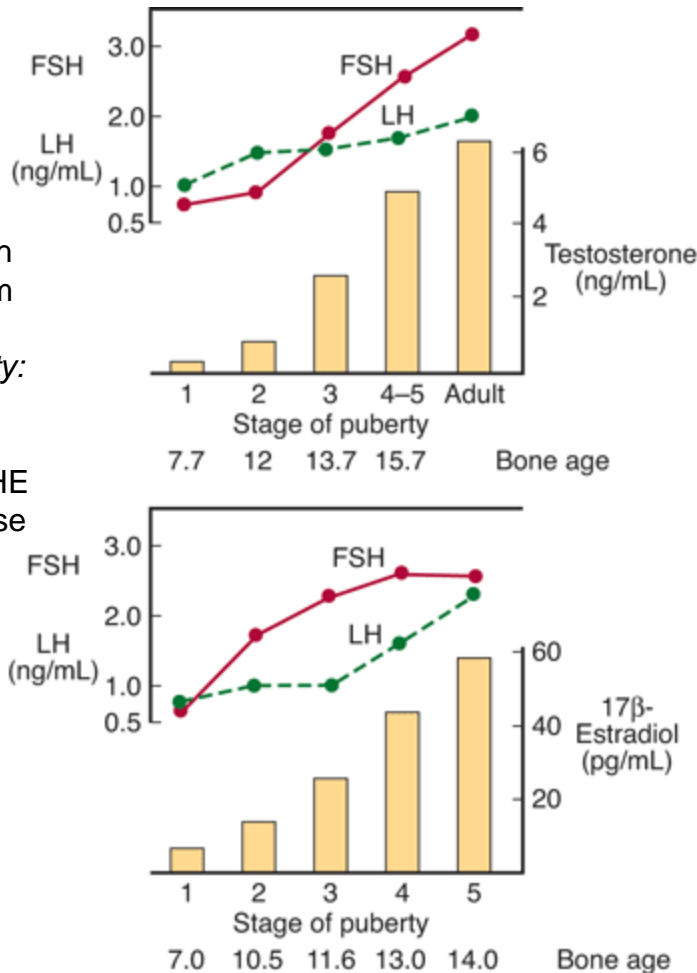 3.0
FSH
FSH
2.0
LH
LH
(ng/mL)
1.0
0.5
6
4
Testosterone
(ng/mL)
2
n
ty:
1 2 3 4–5 Adult
Stage of puberty
7.7 12 13.7 15.7 Bone age
HE
se
3.0
FSH
FSH
2.0
LH
LH
(ng/mL)
1.0
0.5
60
17β-
Estradiol
(pg/mL)
40
20
1 2 3 4 5
Stage of puberty
7.0 10.5 11.6 13.0 14.0 Bone age